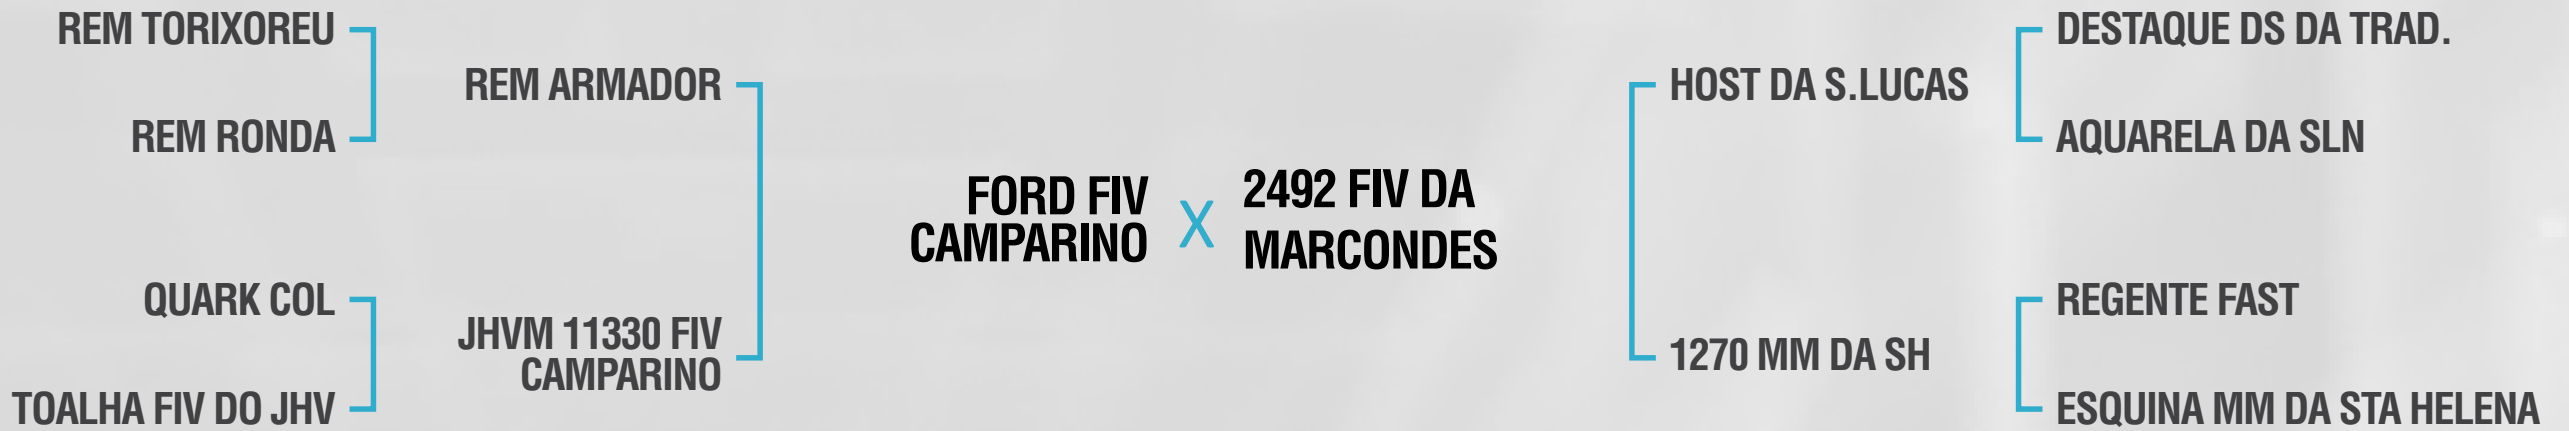 REM TORIXOREU
REM RONDA
QUARK COL
TOALHA FIV DO JHV
REM ARMADOR
JHVM 11330 FIV
CAMPARINO
FORD FIV
CAMPARINO
X
2492 FIV DA
MARCONDES
HOST DA S.LUCAS
1270 MM DA SH
DESTAQUE DS DA TRAD.
AQUARELA DA SLN
REGENTE FAST
ESQUINA MM DA STA HELENA